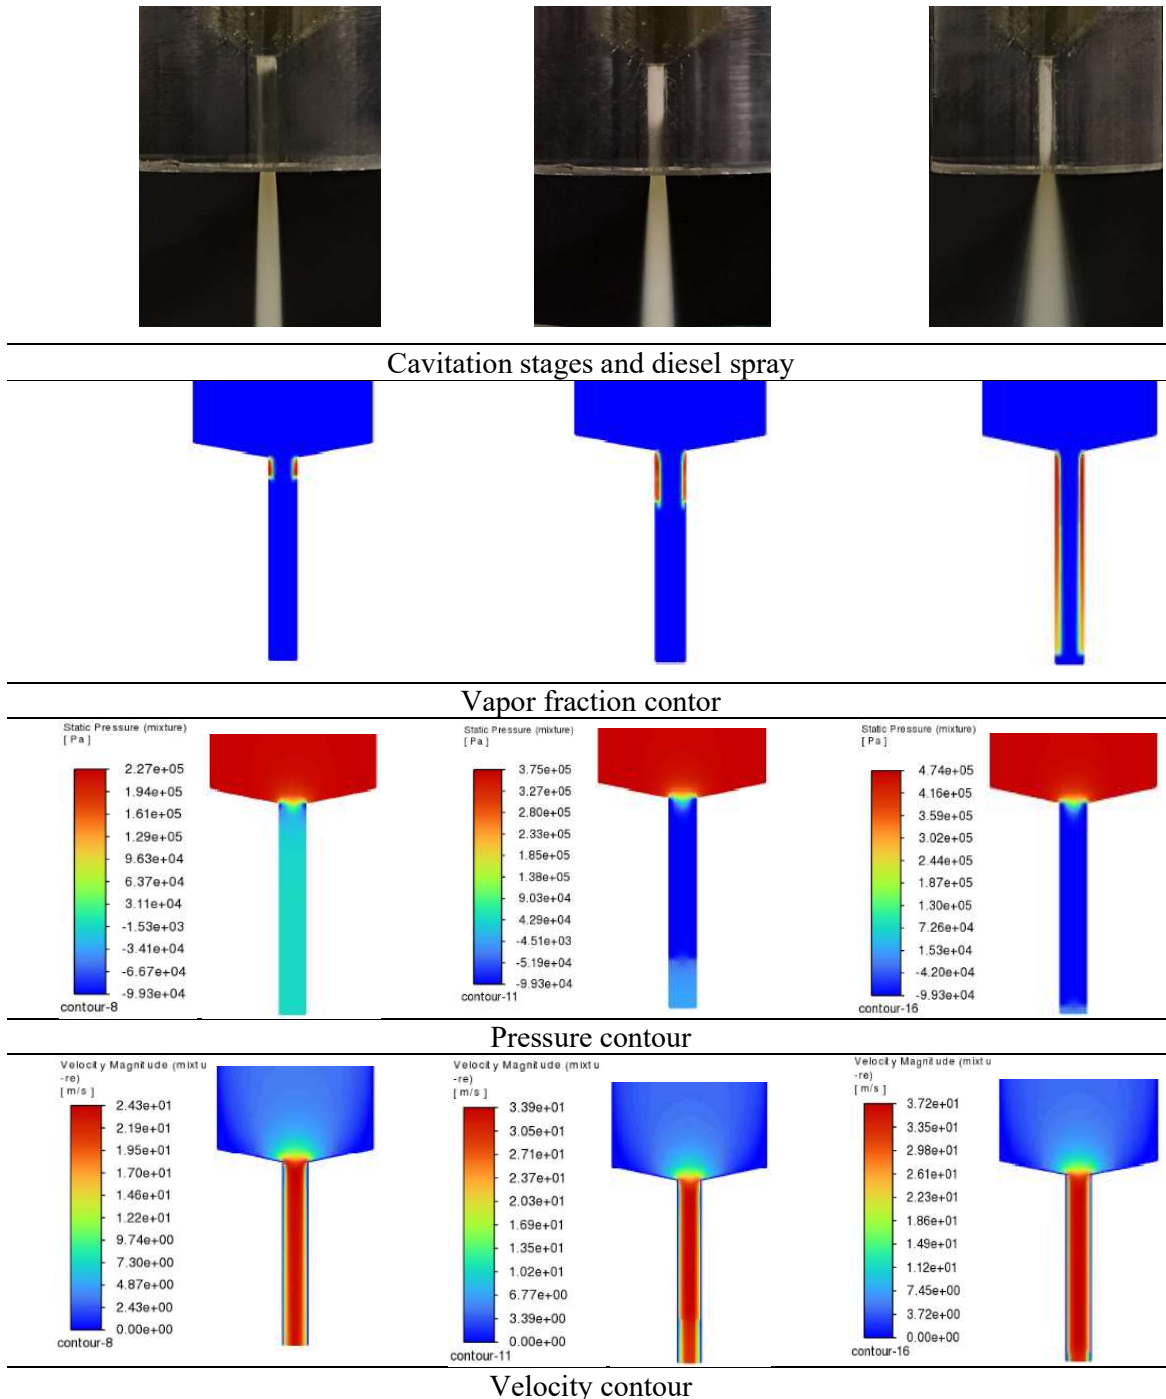 Cavitation stages and diesel spray
Vapor fraction contor
Static Pressure (mixture)
[ Pa ]
2.27e+05
1.94e+05
1.61e+05
1.29e+05
9.63e+04
6.37e+04
3.11e+04
-1.53e+03
-3.41e+04
-6.67e+04
-9.93e+04
contour-8
Static Pressure (mixture)
[ Pa ]
3.75e+05
3.27e+05
2.80e+05
2.33e+05
1.85e+05
1.38e+05
9.03e+04
4.29e+04
-4.51e+03
-5.19e+04
-9.93e+04
contour-11
Static Pressure (mixture)
[ Pa ]
4.74e+05
4.16e+05
3.59e+05
3.02e+05
2.44e+05
1.87e+05
1.30e+05
7.26e+04
1.53e+04
-4.20e+04
-9.93e+04
contour-16
Pressure contour
Velocity Magnitude (mixtu
-re)
[ m/s ]
2.43e+01
2.19e+01
1.95e+01
1.70e+01
1.46e+01
1.22e+01
9.74e+00
7.30e+00
4.87e+00
2.43e+00
0.00e+00
contour-8
Velocity Magnitude (mixtu
-re)
[ m/s ]
3.39e+01
3.05e+01
2.71e+01
2.37e+01
2.03e+01
1.69e+01
1.35e+01
1.02e+01
6.77e+00
3.39e+00
0.00e+00
contour-11
Velocity Magnitude (mixtu
-re)
[ m/s ]
3.72e+01
3.35e+01
2.98e+01
2.61e+01
2.23e+01
1.86e+01
1.49e+01
1.12e+01
7.45e+00
3.72e+00
0.00e+00
contour-16
Velocity contour